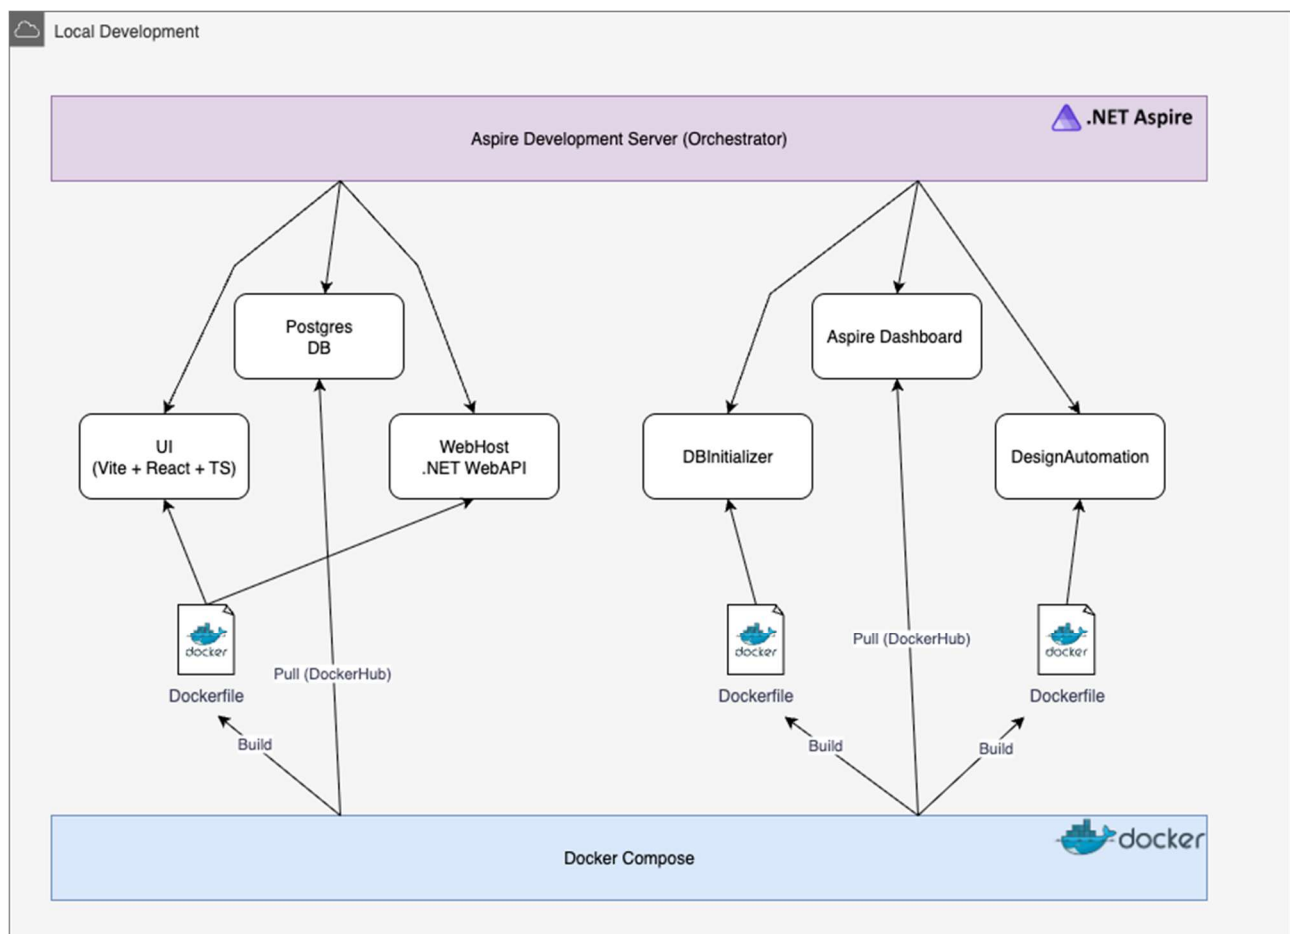 Local Development
.NET Aspire
Aspire Development Server (Orchestrator)
Postgres
DB
Aspire Dashboard
UI
(Vite + React + TS)
WebHost
.NET WebAPI
DBInitializer
DesignAutomation
docker
docker
docker
Pull (DockerHub)
Pull (DockerHub)
Dockerfile
Dockerfile
Dockerfile
Build
Build
Build
docker
Docker Compose